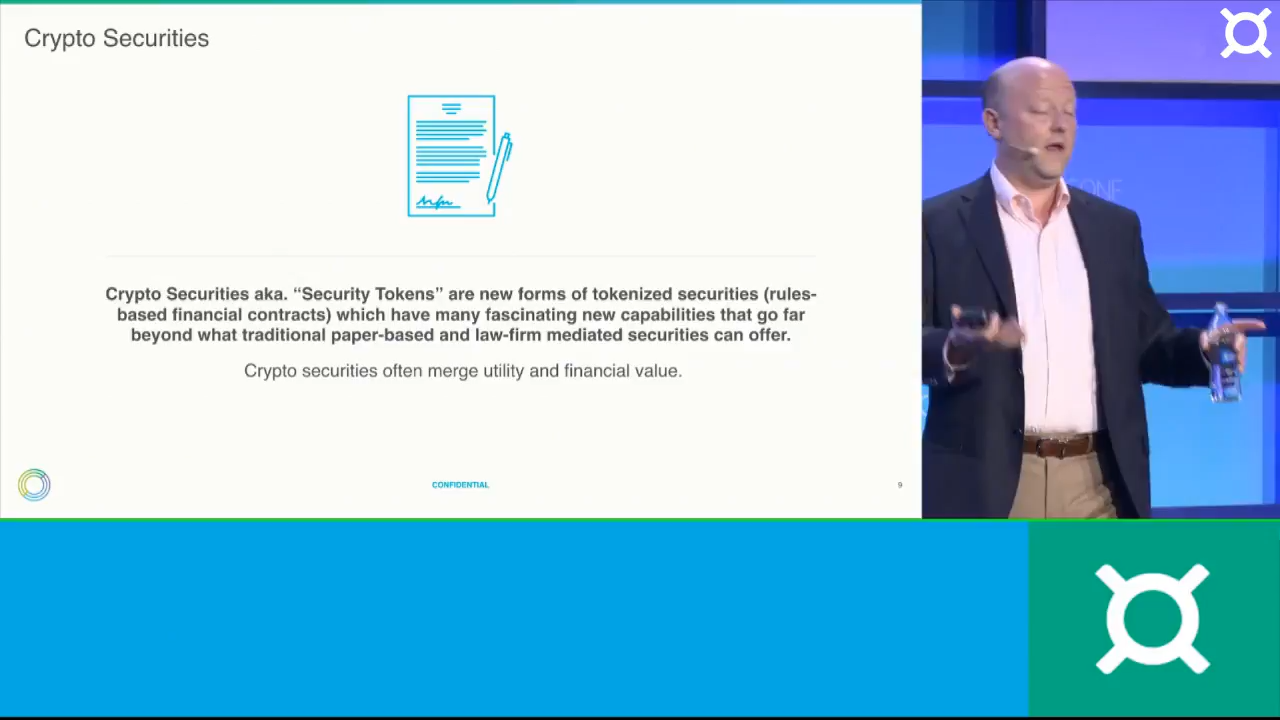 Crypto Securities
Crypto Securities aka. “Security Tokens” are new forms of tokenized securities (rules-
based financial contracts) which have many fascinating new capabilities that go far
beyond what traditional paper-based and law-firm mediated securities can offer.
Crypto securities often merge utility and financial value.
CONFIDENTIAL
9